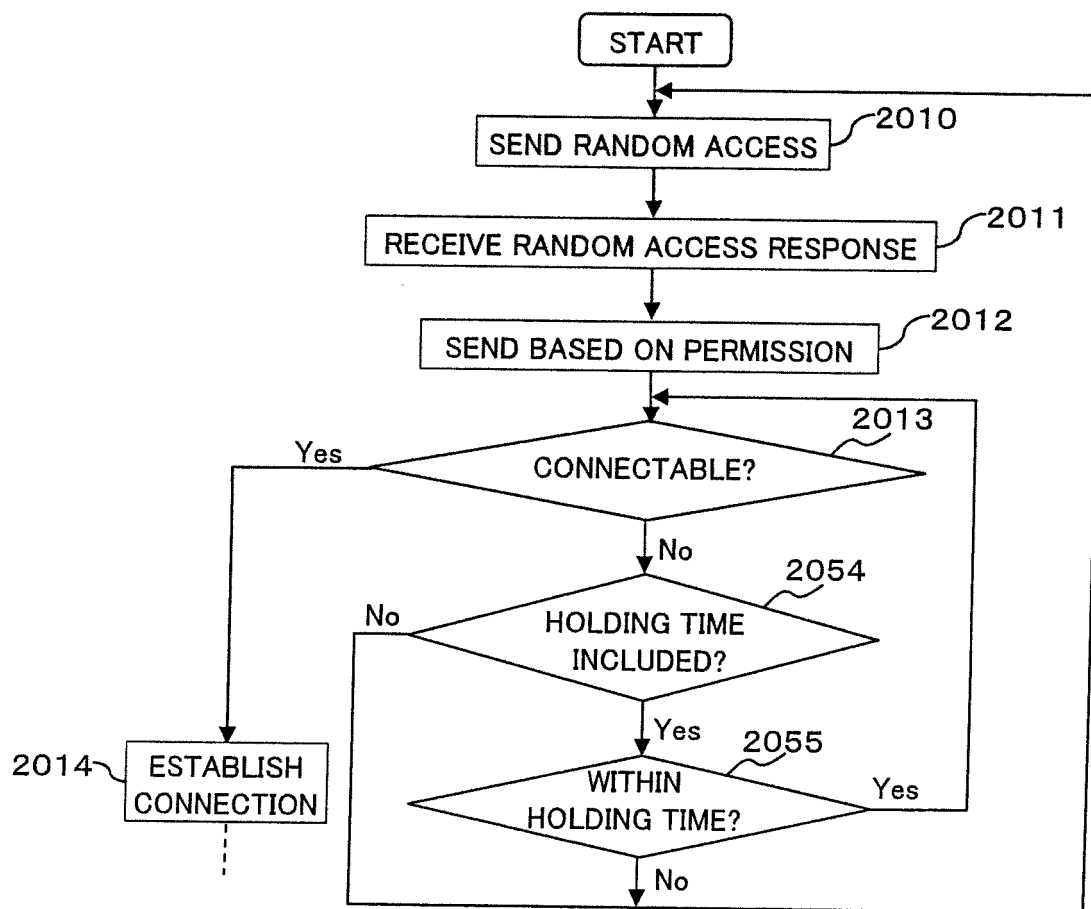 START
2010
SEND RANDOM ACCESS
2011
RECEIVE RANDOM ACCESS RESPONSE
2012
SEND BASED ON PERMISSION
2013
Yes
CONNECTABLE?
No
2054
No
HOLDING TIME
INCLUDED?
Yes
2055
2014
ESTABLISH
CONNECTION
WITHIN
HOLDING TIME?
Yes
No